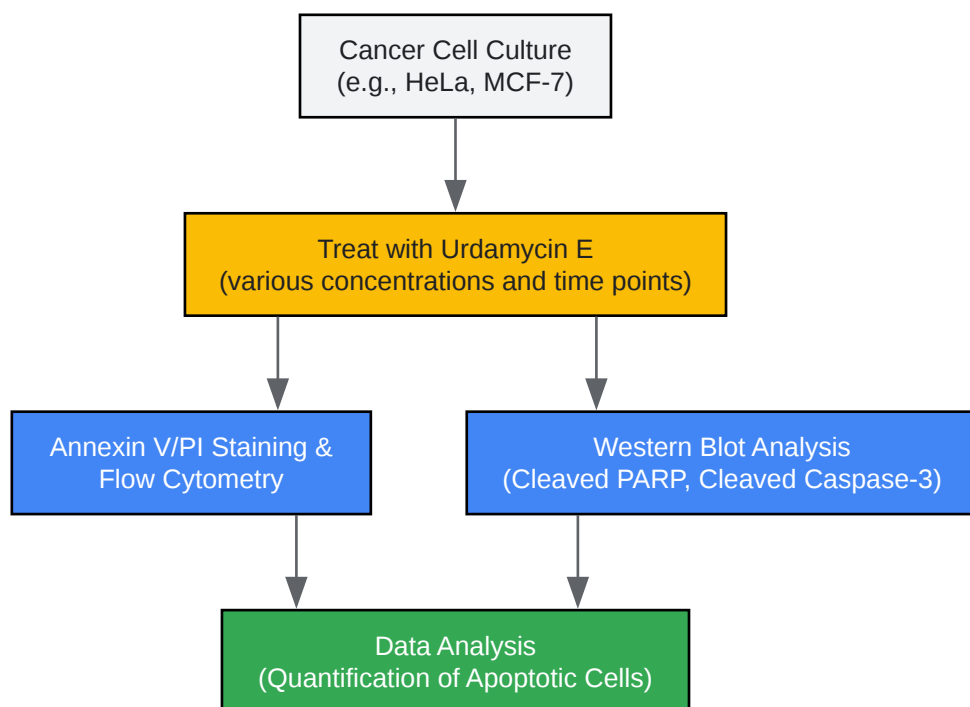 Cancer Cell Culture
(e.g., HeLa, MCF-7)
Treat with Urdamycin E
(various concentrations and time points)
Annexin V/PI Staining &
Flow Cytometry
Western Blot Analysis
(Cleaved PARP, Cleaved Caspase-3)
Data Analysis
(Quantification of Apoptotic Cells)